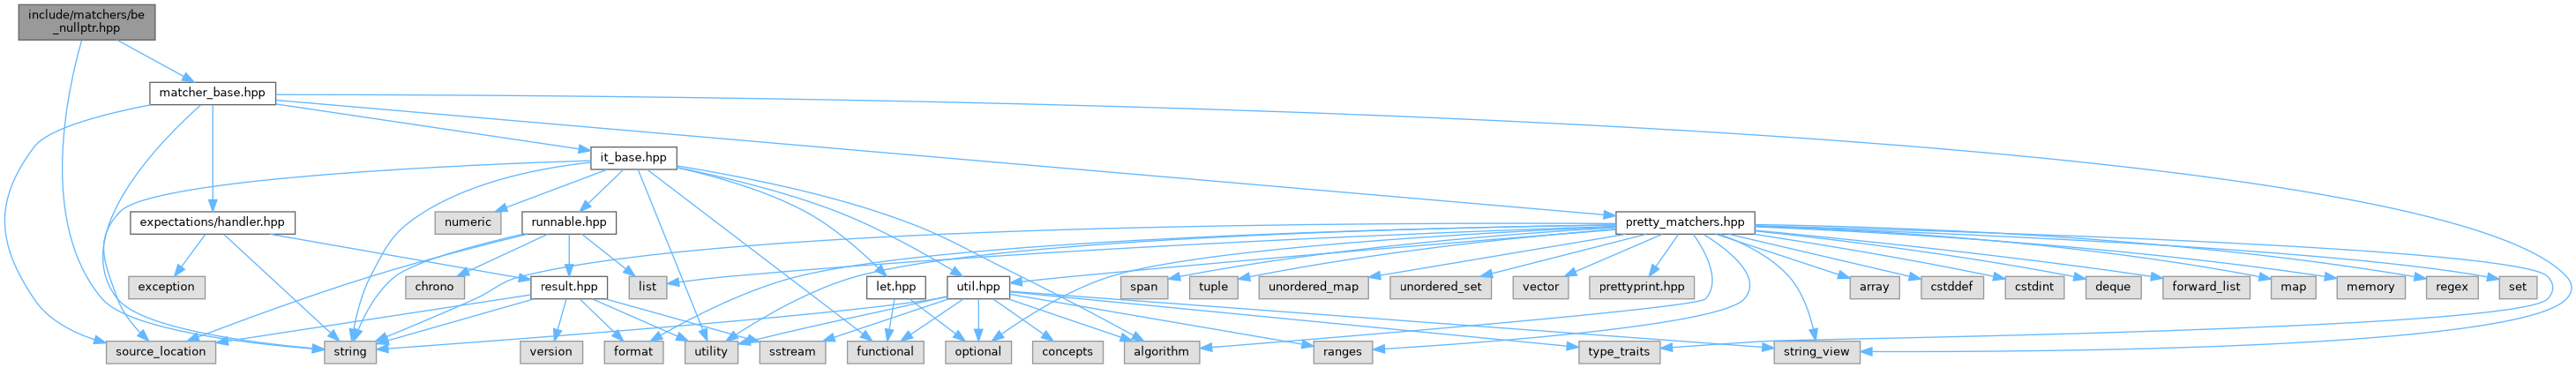 include/matchers/be
_nullptr.hpp
matcher_base.hpp
it_base.hpp
expectations/handler.hpp
numeric
runnable.hpp
pretty_matchers.hpp
exception
chrono
result.hpp
list
let.hpp
util.hpp
span
tuple
unordered_map
unordered_set
vector
prettyprint.hpp
array
cstddef
cstdint
deque
forward_list
map
memory
regex
set
source_location
string
version
format
utility
sstream
functional
optional
concepts
algorithm
ranges
type_traits
string_view